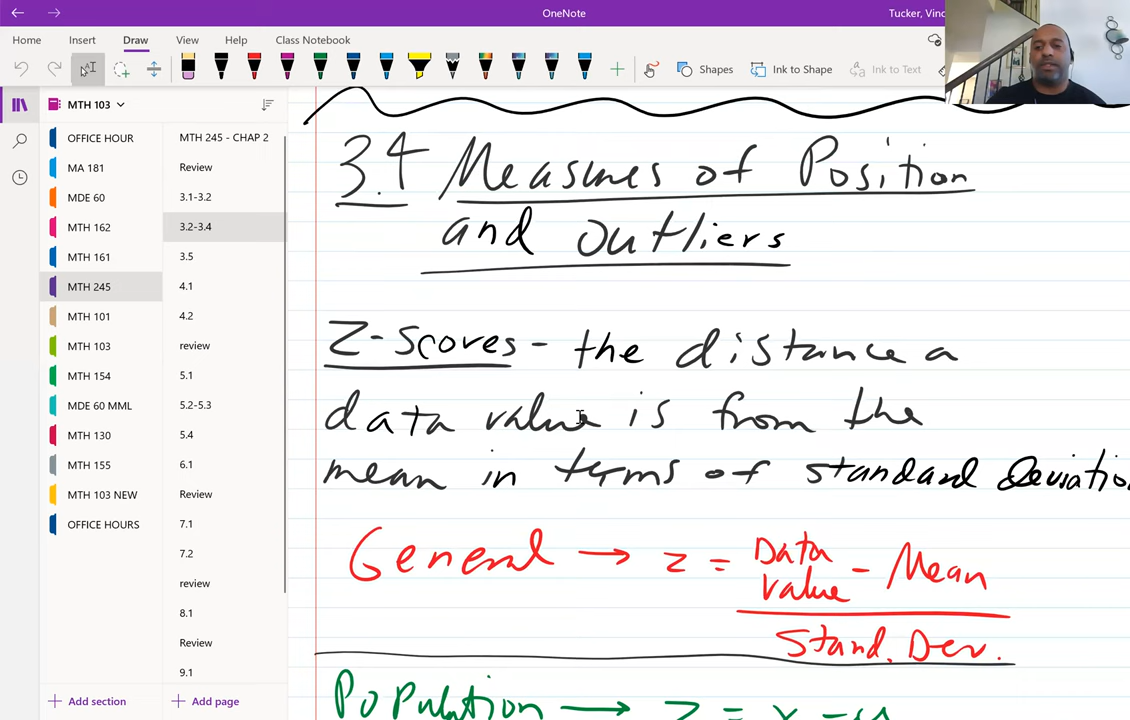 OneNote
Tucker, Vinc
Home
Insert
Draw
View
Help
Class Notebook
Shapes
Ink to Shape
Ink to Text
MTH 103
OFFICE HOUR
MA 181
MDE 60
MTH 162
MTH 161
MTH 245
MTH 101
MTH 103
MTH 154
MDE 60 MML
MTH 130
MTH 155
MTH 103 NEW
OFFICE HOURS
Add section
MTH 245 - CHAP 2
Review
3.1-3.2
3.2-3.4
3.5
4.1
4.2
review
5.1
5.2-5.3
5.4
6.1
Review
7.1
7.2
review
8.1
Review
9.1
Add page
3.4 Measures of Position
and Outliers
Z-Scores - the distance a
data value is from the
mean in terms of standard Deviatio
General → z = Data Value - Mean
Stand. Dev.
Population → z = x - μ